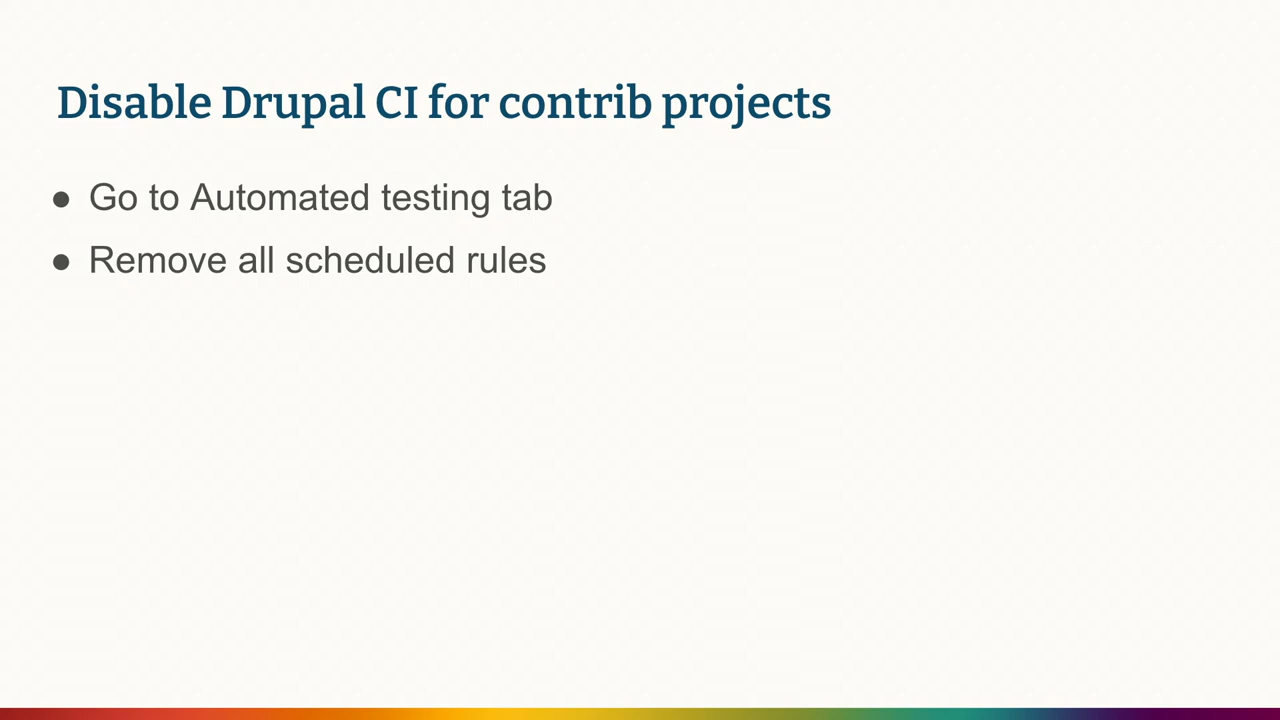 Disable Drupal CI for contrib projects
● Go to Automated testing tab
● Remove all scheduled rules